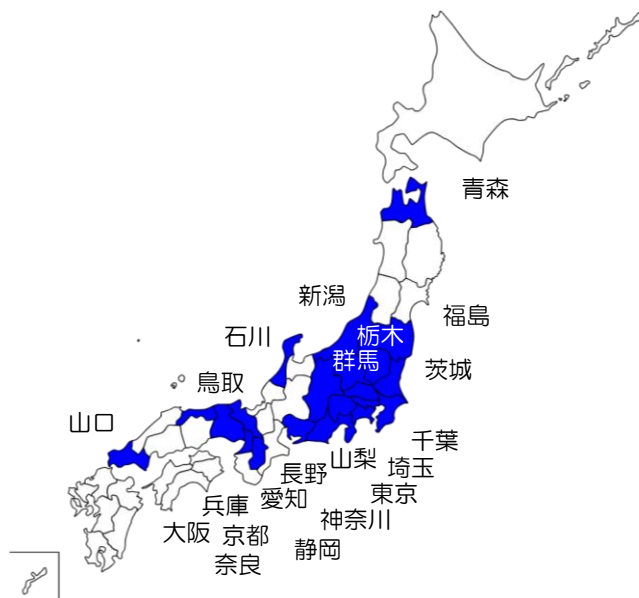 青森
新潟
福島
栃木
石川
群馬
茨城
鳥取
山口
千葉
山梨
埼玉
長野
東京
愛知
兵庫
神奈川
大阪
京都
静岡
奈良